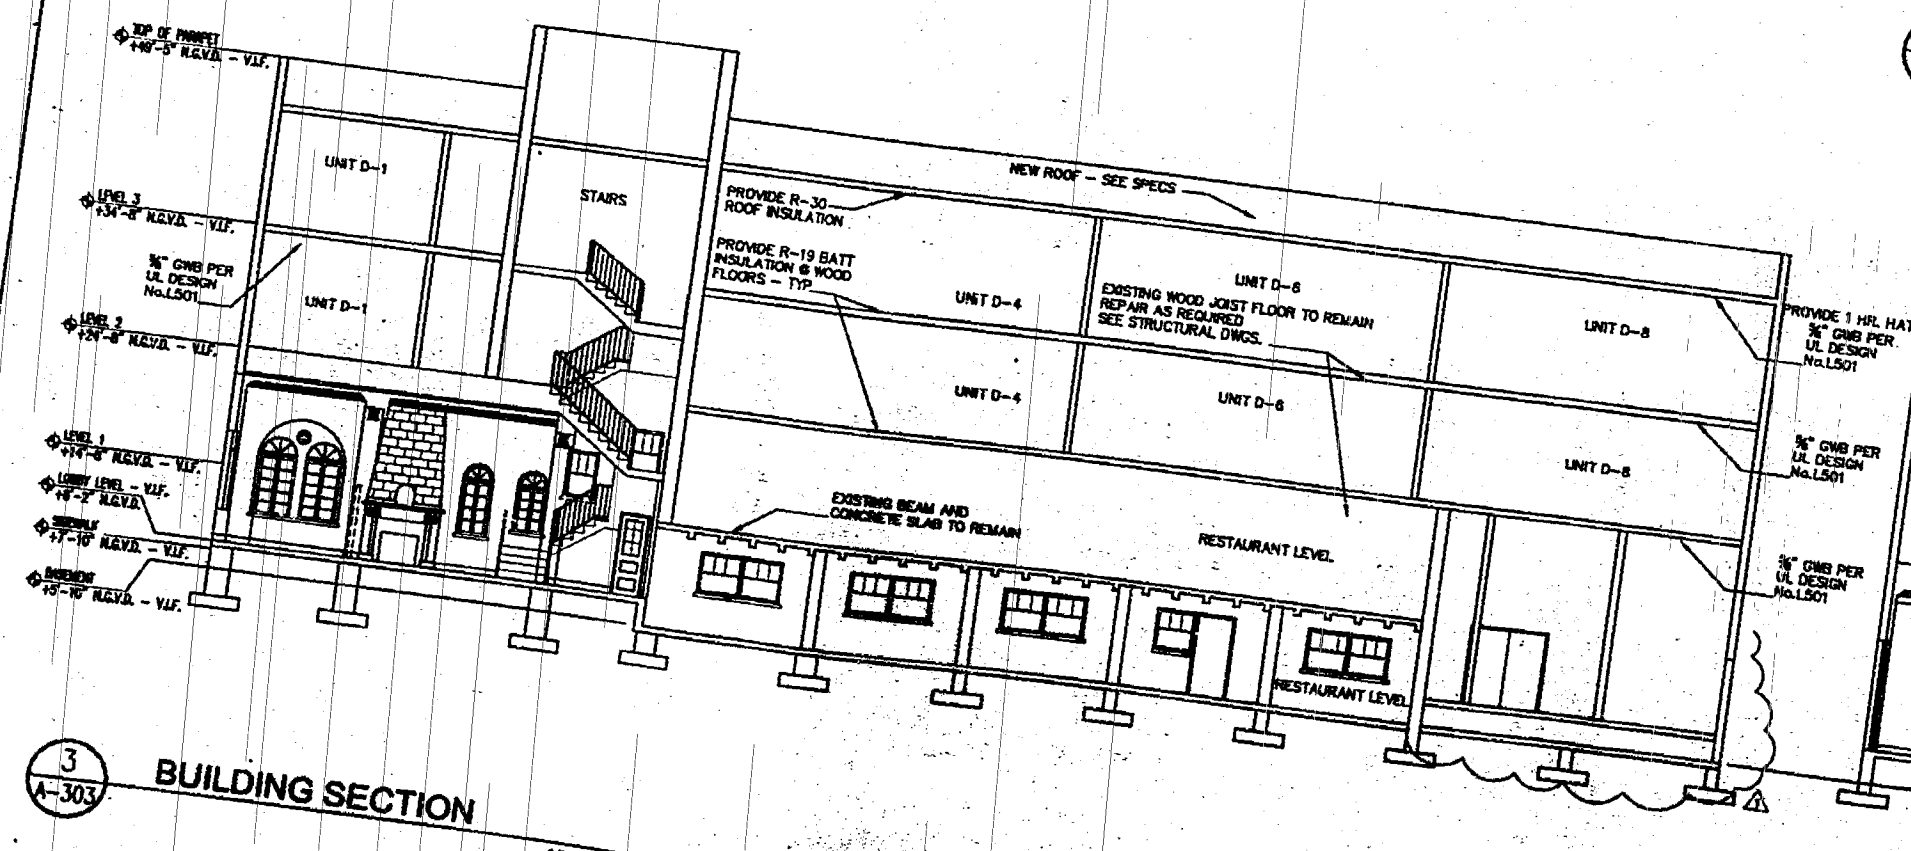 TOP OF PARAPET
+49'-5" N.G.V.D. - V.I.F.
LEVEL 3
+34'-8" N.G.V.D. - V.I.F.
⅝" GWB PER
UL DESIGN
No.L501
LEVEL 2
+24'-8" N.G.V.D. - V.I.F.
LEVEL 1
+14'-8" N.G.V.D. - V.I.F.
LOBBY LEVEL - V.I.F.
+8'-2" N.G.V.D.
SIDEWALK
+7'-10" N.G.V.D. - V.I.F.
BASEMENT
+5'-10" N.G.V.D. - V.I.F.
UNIT D-1
UNIT D-1
STAIRS
PROVIDE R-30
ROOF INSULATION
PROVIDE R-19 BATT
INSULATION @ WOOD
FLOORS - TYP
NEW ROOF - SEE SPECS
UNIT D-4
UNIT D-4
UNIT D-6
EXISTING WOOD JOIST FLOOR TO REMAIN
REPAIR AS REQUIRED
SEE STRUCTURAL DWGS.
UNIT D-6
UNIT D-8
UNIT D-8
PROVIDE 1 HR. HAT
⅝" GWB PER
UL DESIGN
No.L501
⅝" GWB PER
UL DESIGN
No.L501
⅝" GWB PER
UL DESIGN
No.L501
EXISTING BEAM AND
CONCRETE SLAB TO REMAIN
RESTAURANT LEVEL
RESTAURANT LEVEL
1
3
A-303
BUILDING SECTION